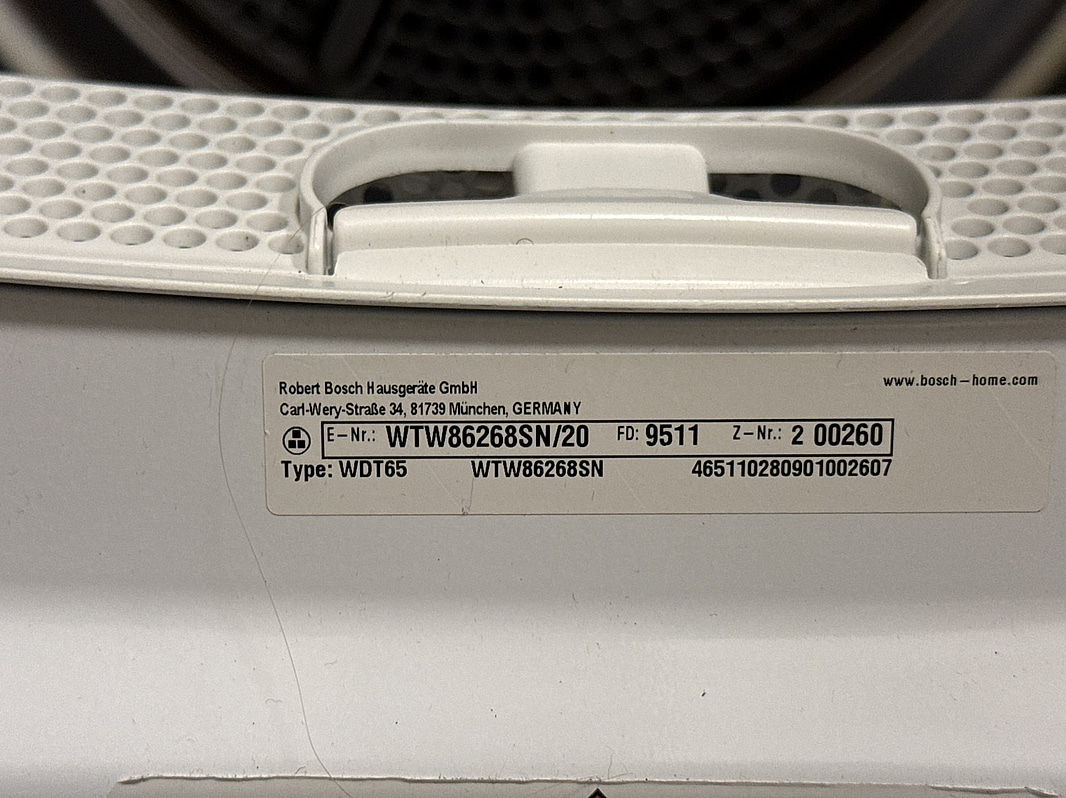 Robert Bosch Hausgeräte GmbH
www.bosch-home.com
Carl-Wery-Straße 34, 81739 München, GERMANY
E-Nr.: WTW86268SN/20 FD: 9511 Z-Nr.: 2 00260
Type: WDT65 WTW86268SN 465110280901002607